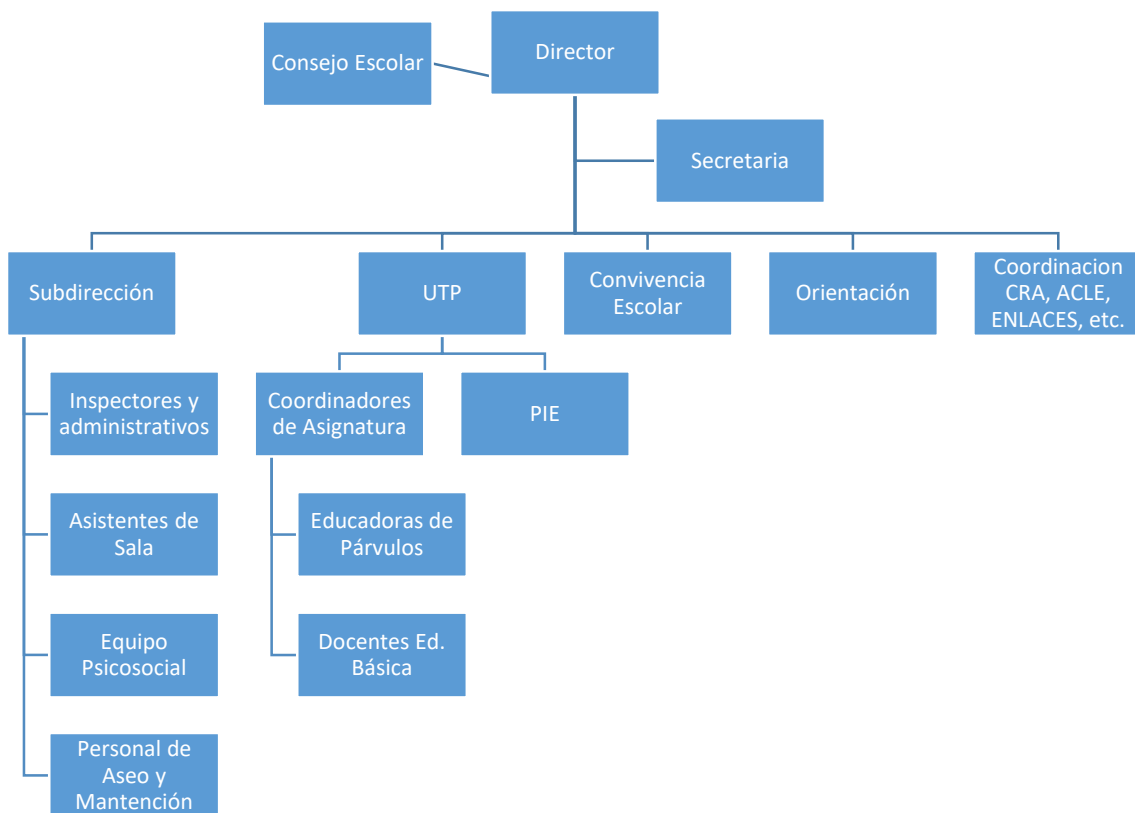 Consejo Escolar
Director
Secretaria
Subdirección
UTP
Convivencia
Escolar
Orientación
Coordinacion
CRA, ACLE,
ENLACES, etc.
Inspectores y
administrativos
Coordinadores
de Asignatura
PIE
Asistentes de
Sala
Educadoras de
Párvulos
Equipo
Psicosocial
Docentes Ed.
Básica
Personal de
Aseo y
Mantención